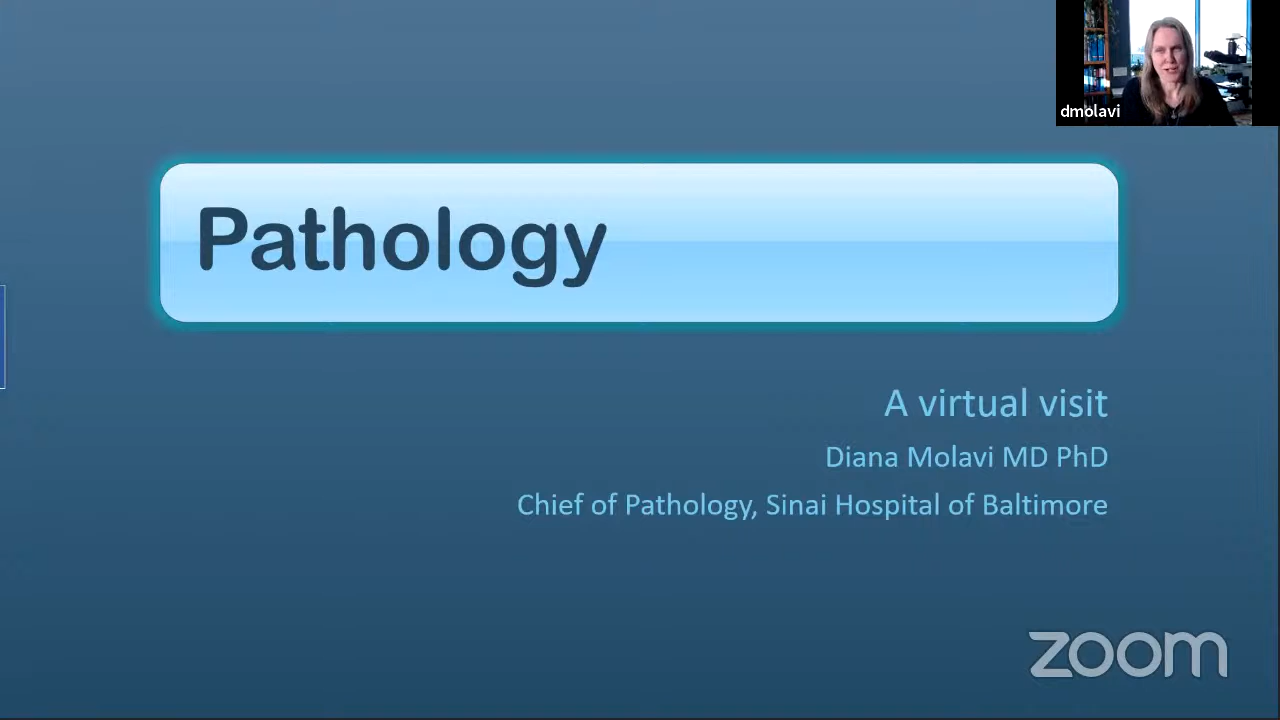 dmolavi
Pathology
A virtual visit
Diana Molavi MD PhD
Chief of Pathology, Sinai Hospital of Baltimore
zoom